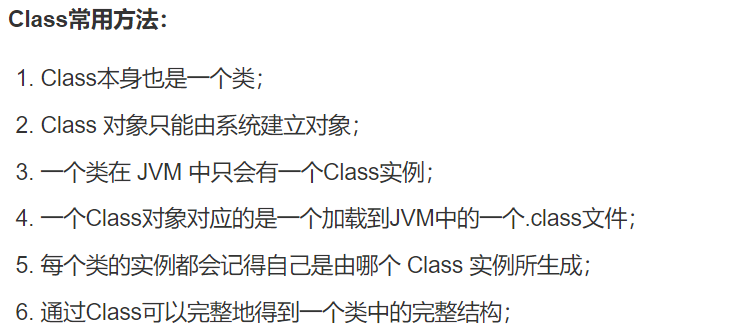 Class常用方法：
1. Class本身也是一个类；
2. Class 对象只能由系统建立对象；
3. 一个类在 JVM 中只会有一个Class实例；
4. 一个Class对象对应的是一个加载到JVM中的一个.class文件；
5. 每个类的实例都会记得自己是由哪个 Class 实例所生成；
6. 通过Class可以完整地得到一个类中的完整结构；